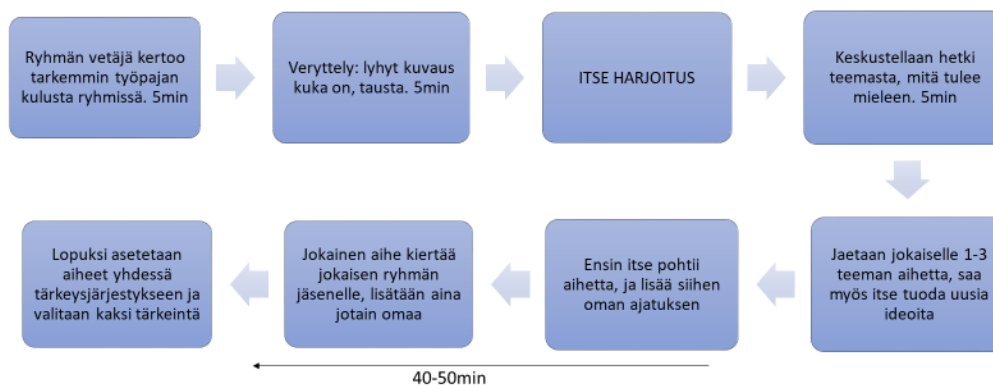 Ryhmän vetäjä kertoo
tarkemmin työpajan
kulusta ryhmissä. 5min
Veryttely: lyhyt kuvaus
kuka on, tausta. 5min
ITSE HARJOITUS
Keskustellaan hetki
teemasta, mitä tulee
mieleen. 5min
Jaetaan jokaiselle 1-3
teeman aihetta, saa
myös itse tuoda uusia
ideoita
Ensin itse pohtii
aihetta, ja lisää siihen
oman ajatuksen
Jokainen aihe kiertää
jokaisen ryhmän
jäsenelle, lisätään aina
jotain omaa
Lopuksi asetetaan
aiheet yhdessä
tärkeysjärjestykseen ja
valitaan kaksi tärkeintä
40-50min